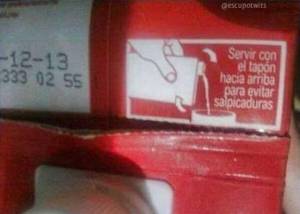 @escupotwits
-12-13
333 02 55
Servir con
el tapón
hacia arriba
para evitar
salpicaduras